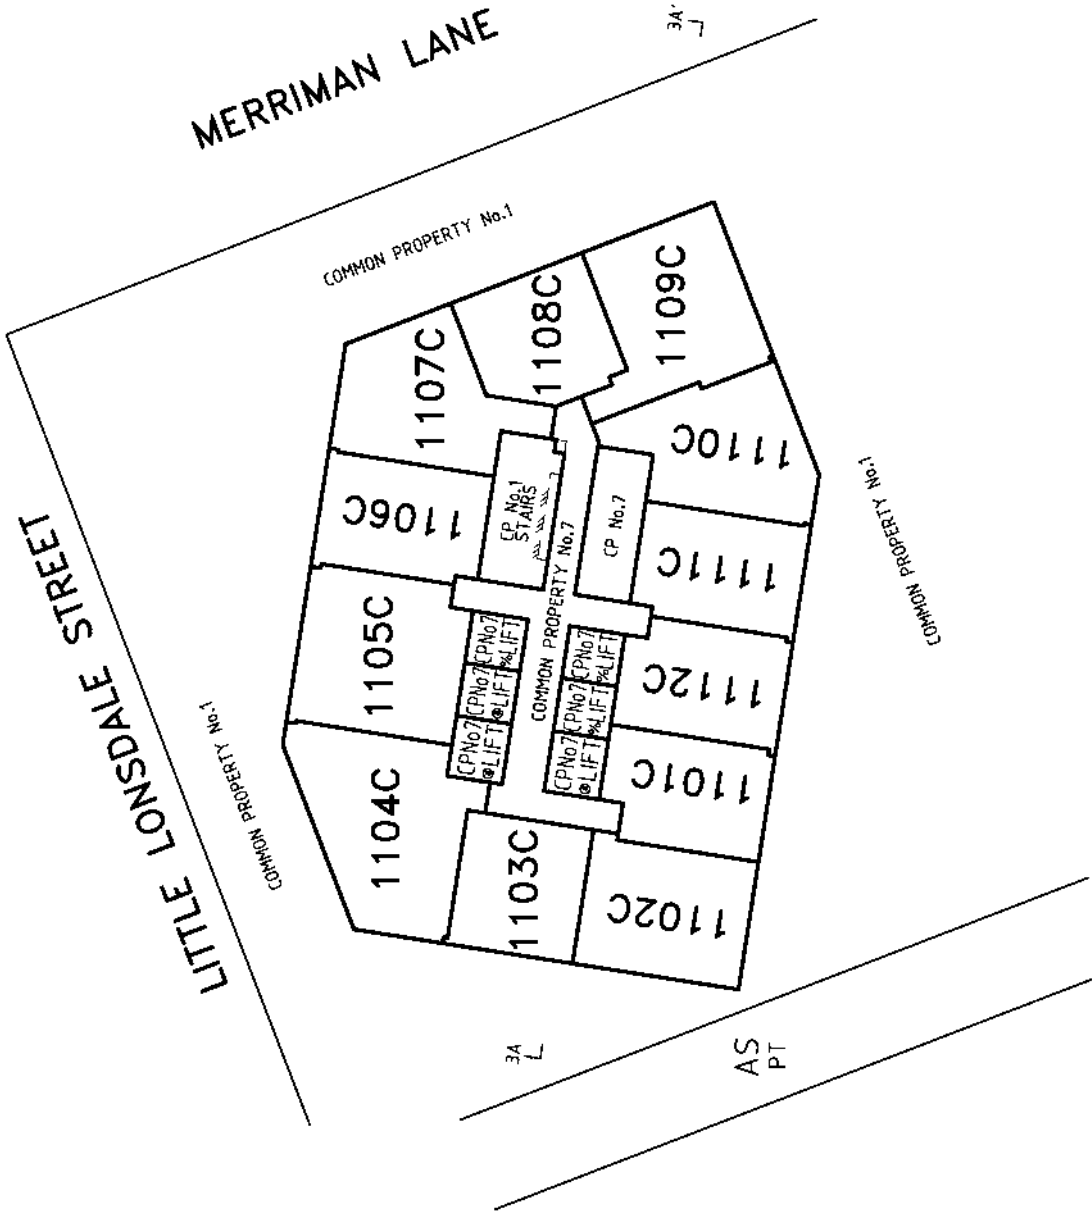 MERRIMAN LANE
3A'
COMMON PROPERTY No.1
1109C
1108C
1107C
1110C
LITTLE LONSDALE STREET
1106C
CP No.1
STAIRS
CP No.7
COMMON PROPERTY No.7
1111C
COMMON PROPERTY No.1
1105C
CPNo7
%LIFT
CPNo7
@LIFT
CPNo7
@LIFT
CPNo7
%LIFT
CPNo7
%LIFT
CPNo7
@LIFT
1112C
COMMON PROPERTY No.1
1104C
1101C
1103C
1102C
3A
AS
PT